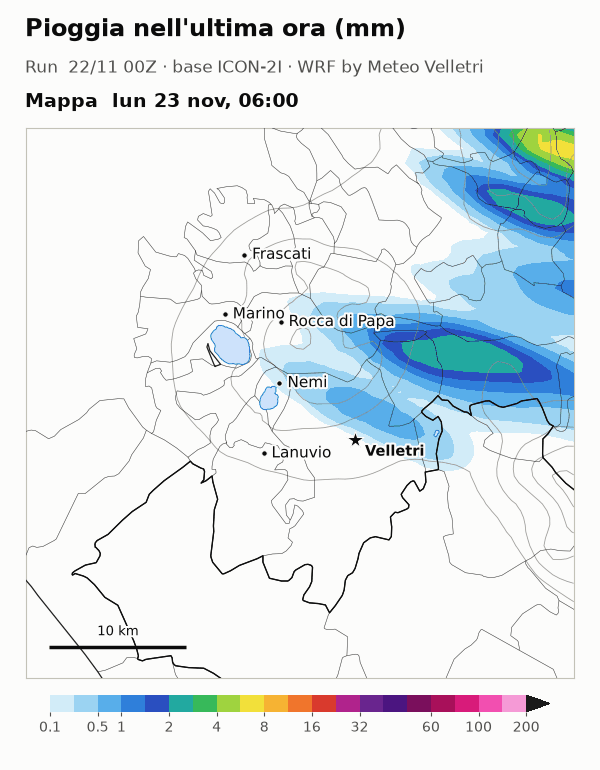 Pioggia nell'ultima ora (mm)
Run  22/11 00Z · base ICON-2I · WRF by Meteo Velletri
Mappa  lun 23 nov, 06:00
Frascati
Marino
Rocca di Papa
Nemi
Velletri
Lanuvio
10 km
0.1 0.5 1 2 4 8 16 32 60 100 200